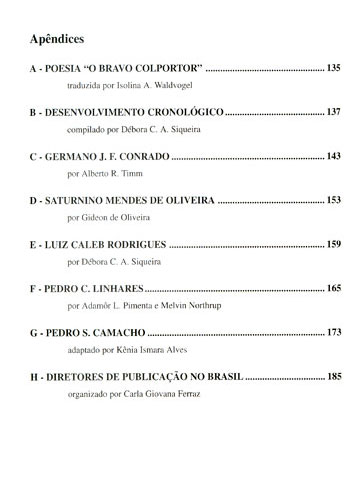 Apêndices
A - POESIA "O BRAVO COLPORTOR" ........................................ 135
traduzida por Isolina A. Waldvogel
B - DESENVOLVIMENTO CRONOLÓGICO ................................ 137
compilado por Débora C. A. Siqueira
C - GERMANO J. F. CONRADO ................................................ 143
por Alberto R. Timm
D - SATURNINO MENDES DE OLIVEIRA .................................. 153
por Gideon de Oliveira
E - LUIZ CALEB RODRIGUES ................................................ 159
por Débora C. A. Siqueira
F - PEDRO C. LINHARES ...................................................... 165
por Adamôr L. Pimenta e Melvin Northrup
G - PEDRO S. CAMACHO ..................................................... 173
adaptado por Kênia Ismara Alves
H - DIRETORES DE PUBLICAÇÃO NO BRASIL ......................... 185
organizado por Carla Giovana Ferraz